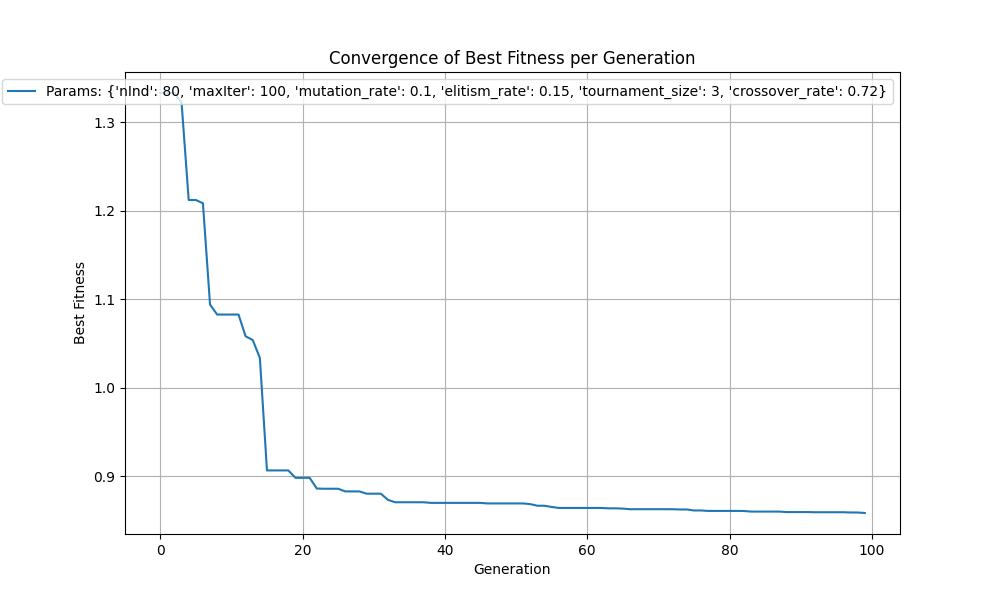 Convergence of Best Fitness per Generation
Params: {'nInd': 80, 'maxIter': 100, 'mutation_rate': 0.1, 'elitism_rate': 0.15, 'tournament_size': 3, 'crossover_rate': 0.72}
1.3
1.2
1.1
1.0
0.9
Best Fitness
0 20 40 60 80 100
Generation